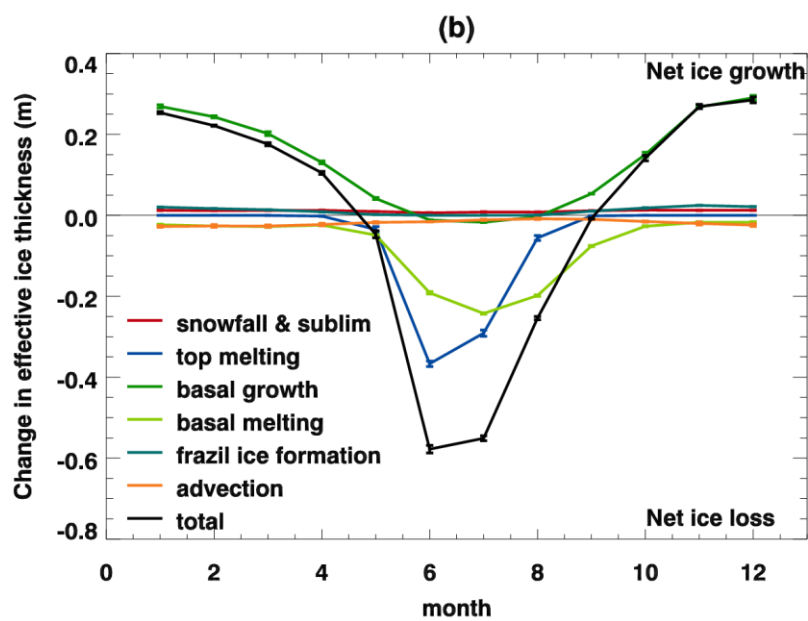 (b)
Change in effective ice thickness (m)
0.4
0.2
0.0
-0.2
-0.4
-0.6
-0.8
Net ice growth
snowfall & sublim
top melting
basal growth
basal melting
frazil ice formation
advection
total
Net ice loss
0 2 4 6 8 10 12
month